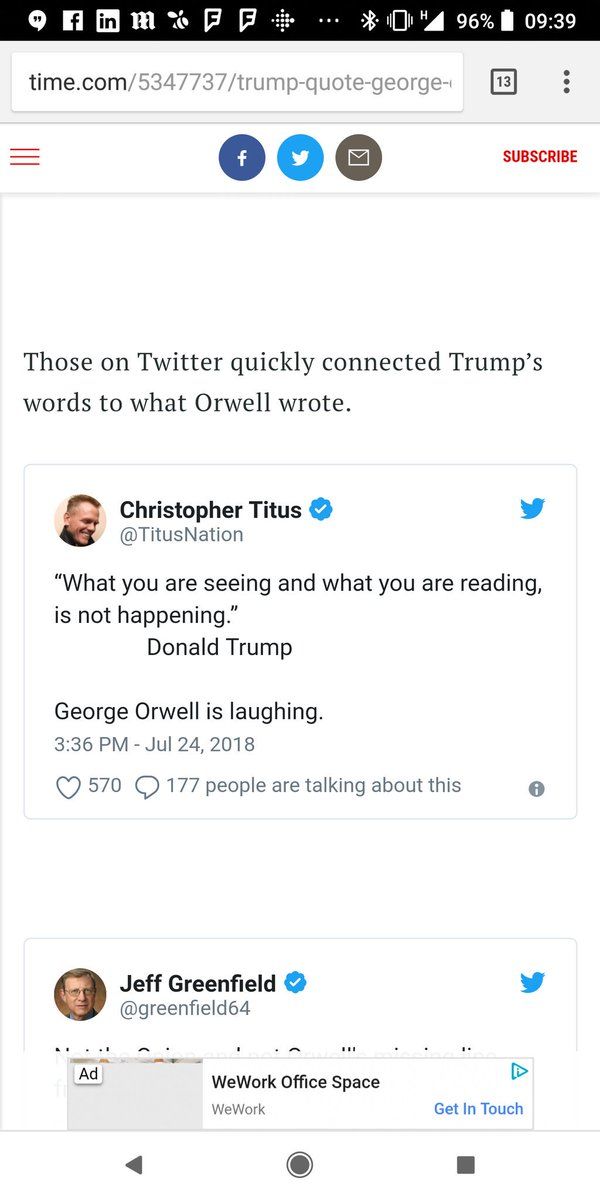 96% 09:39
time.com/5347737/trump-quote-george-
13
SUBSCRIBE
Those on Twitter quickly connected Trump’s
words to what Orwell wrote.
Christopher Titus
@TitusNation
“What you are seeing and what you are reading,
is not happening.”
Donald Trump
George Orwell is laughing.
3:36 PM - Jul 24, 2018
570 177 people are talking about this
Jeff Greenfield
@greenfield64
Ad
WeWork Office Space
WeWork
Get In Touch